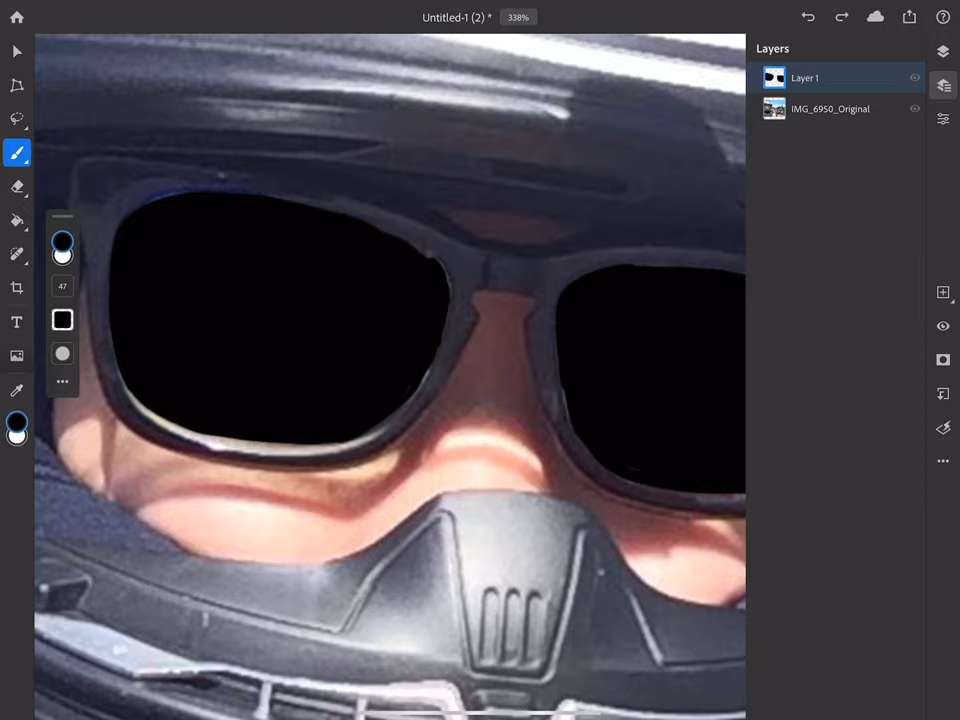 Untitled-1 (2) * 338%
Layers
Layer 1
IMG_6950_Original
47
T